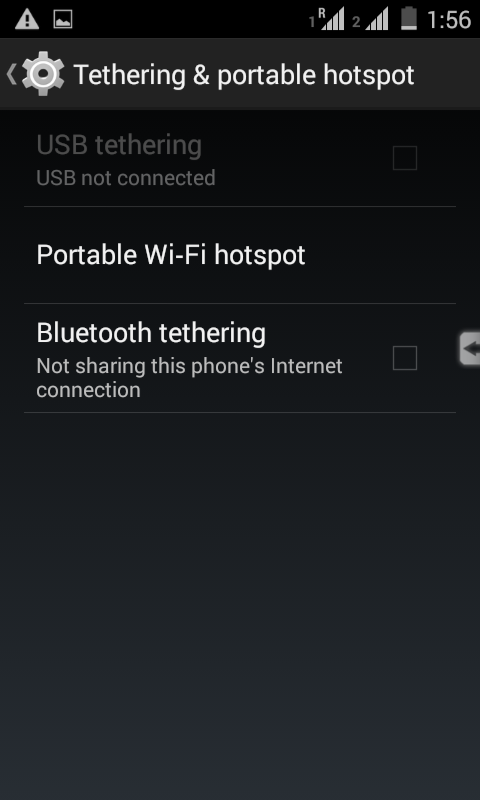 1 R 2 1:56
Tethering & portable hotspot
USB tethering
USB not connected
Portable Wi-Fi hotspot
Bluetooth tethering
Not sharing this phone's Internet
connection